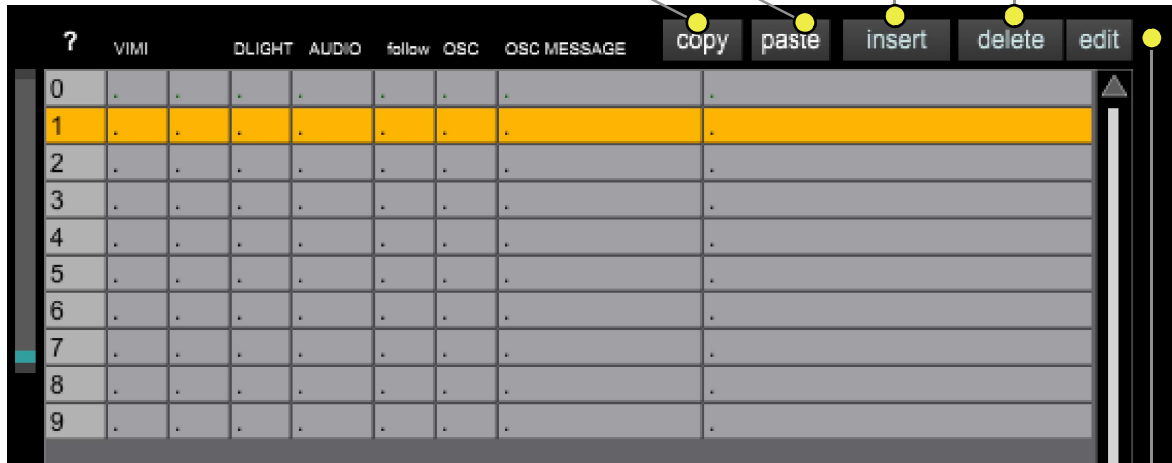 ? VIMI DLIGHT AUDIO follow OSC OSC MESSAGE copy paste insert delete edit
0 . . . . . . . .
1 . . . . . . . .
2 . . . . . . . .
3 . . . . . . . .
4 . . . . . . . .
5 . . . . . . . .
6 . . . . . . . .
7 . . . . . . . .
8 . . . . . . . .
9 . . . . . . . .